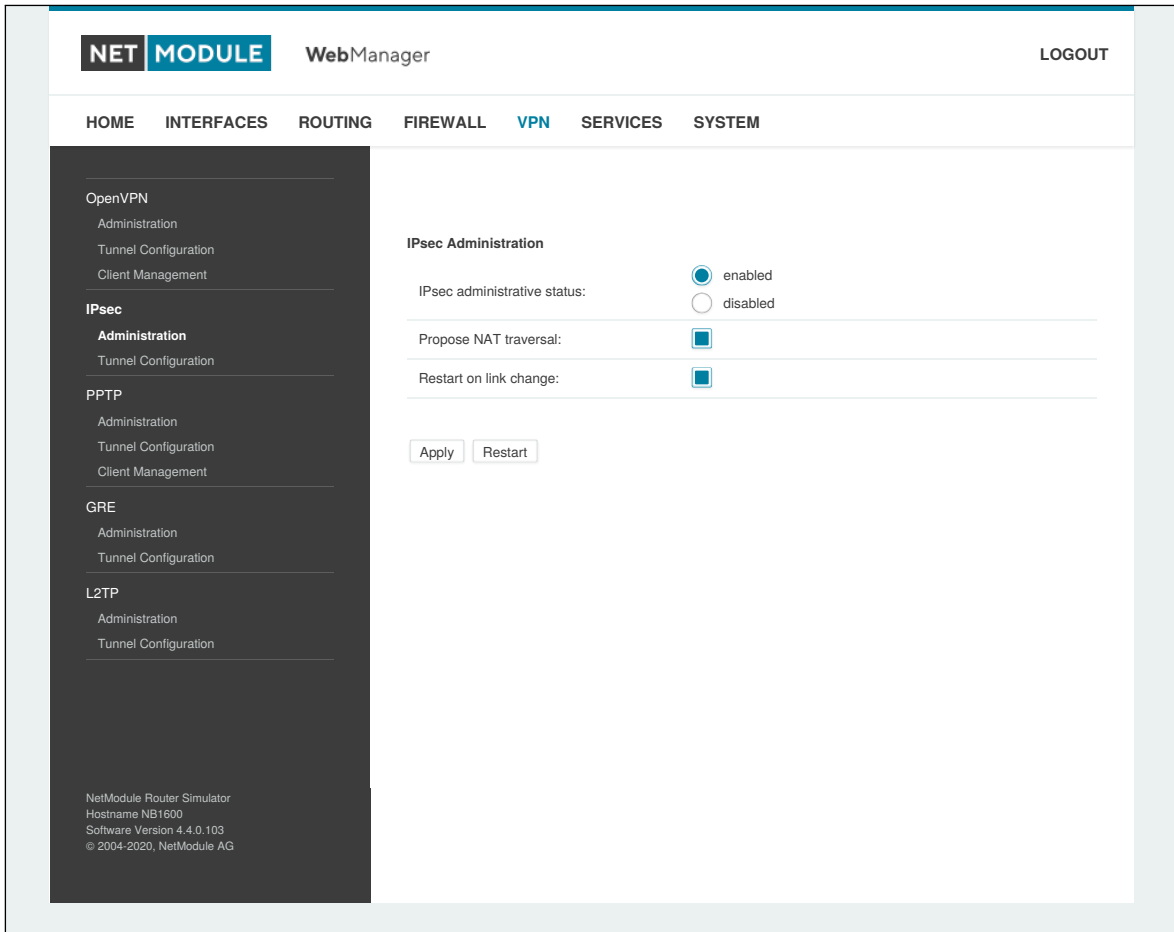 NET MODULE WebManager LOGOUT
HOME INTERFACES ROUTING FIREWALL VPN SERVICES SYSTEM
OpenVPN
Administration
Tunnel Configuration
Client Management
IPsec
Administration
Tunnel Configuration
PPTP
Administration
Tunnel Configuration
Client Management
GRE
Administration
Tunnel Configuration
L2TP
Administration
Tunnel Configuration
NetModule Router Simulator
Hostname NB1600
Software Version 4.4.0.103
© 2004-2020, NetModule AG
IPsec Administration
IPsec administrative status:
enabled
disabled
Propose NAT traversal:
Restart on link change:
Apply Restart